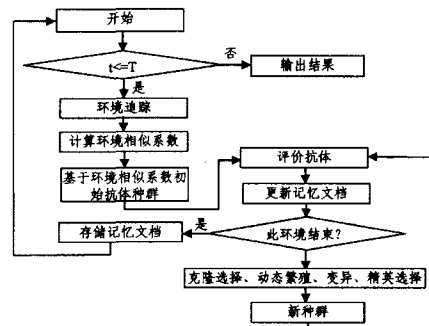 开始
t<=T
否
输出结果
是
环境追踪
计算环境相似系数
基于环境相似系数初
始抗体种群
评价抗体
更新记忆文档
此环境结束?
是
存储记忆文档
克隆选择、动态繁殖、变异、精英选择
新种群